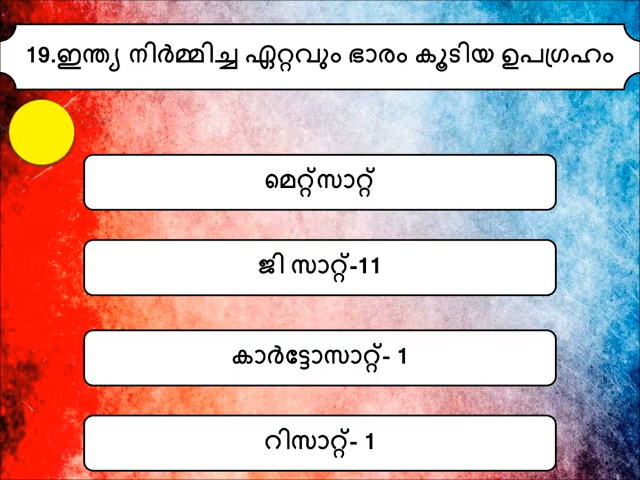 19.ഇന്ത്യ നിർമ്മിച്ച ഏറ്റവും ഭാരം കൂടിയ ഉപഗ്രഹം
മെറ്റ്സാറ്റ്
ജി സാറ്റ്-11
കാർട്ടോസാറ്റ്- 1
റിസാറ്റ്- 1